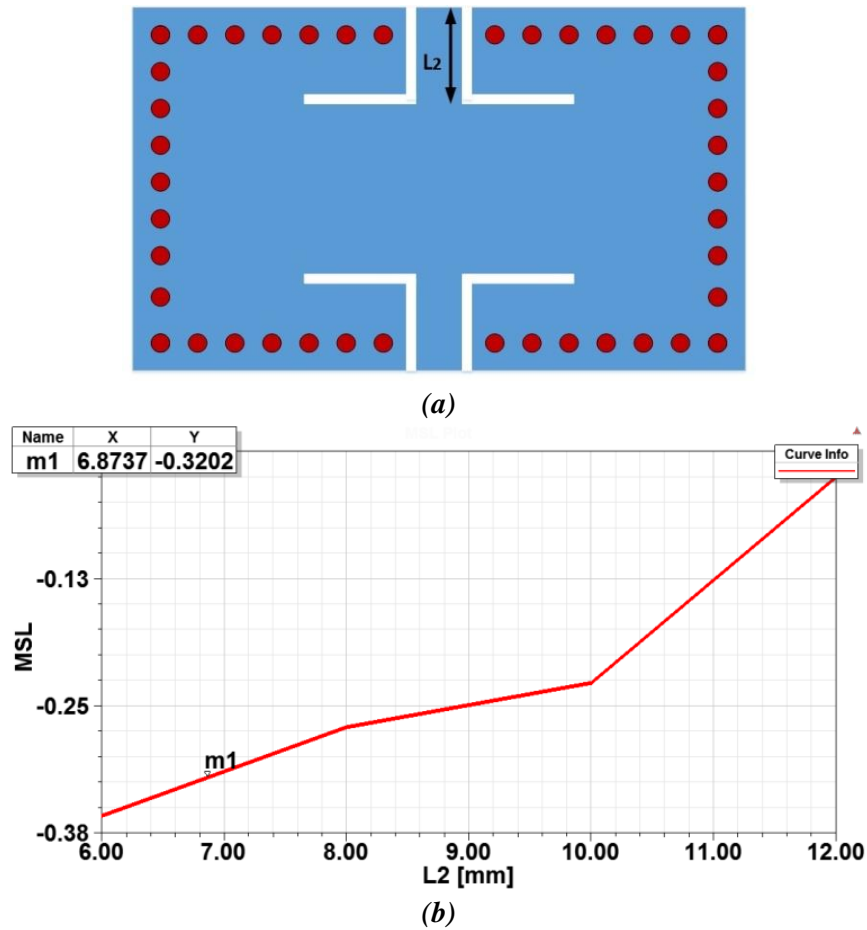 L2
(a)
Name X Y
m1 6.8737 -0.3202
Curve Info
-0.13
-0.25
-0.38
MSL
m1
6.00 7.00 8.00 9.00 10.00 11.00 12.00
L2 [mm]
(b)